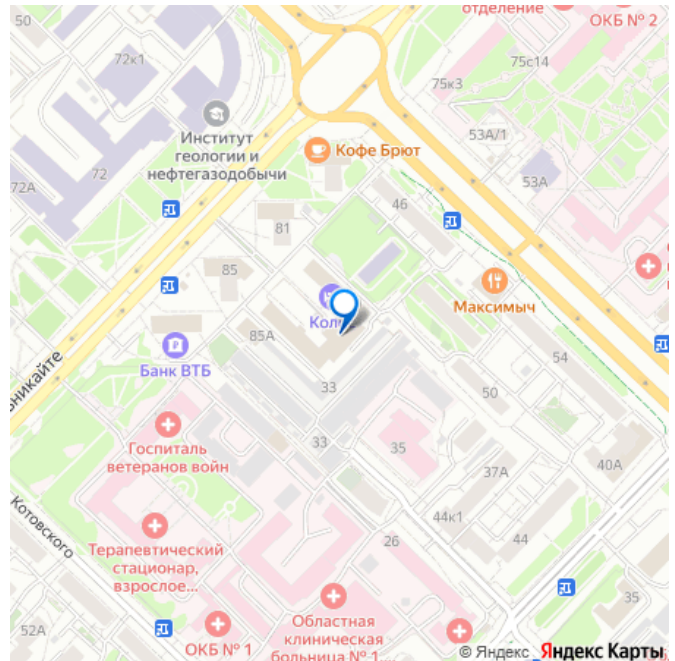 отделение
ОКБ № 2
50
72к1
75с14
75к3
53А/1
Институт
геологии и
нефтегазодобычи
Кофе Брют
72
72А
53А
46
81
85
Максимыч
85А
Банк ВТБ
54
33
50
33
35
Госпиталь
ветеранов войн
37А
40А
44к1
Котовского
44
26
Терапевтический
стационар,
взрослое...
35
Областная
клиническая
больница № 1...
52А
ОКБ № 1
© Яндекс Яндекс Карты